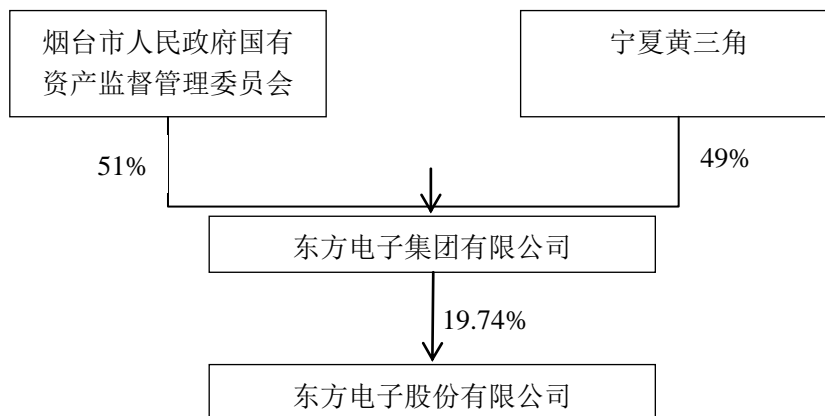 烟台市人民政府国有
资产监督管理委员会
宁夏黄三角
51%
49%
东方电子集团有限公司
19.74%
东方电子股份有限公司